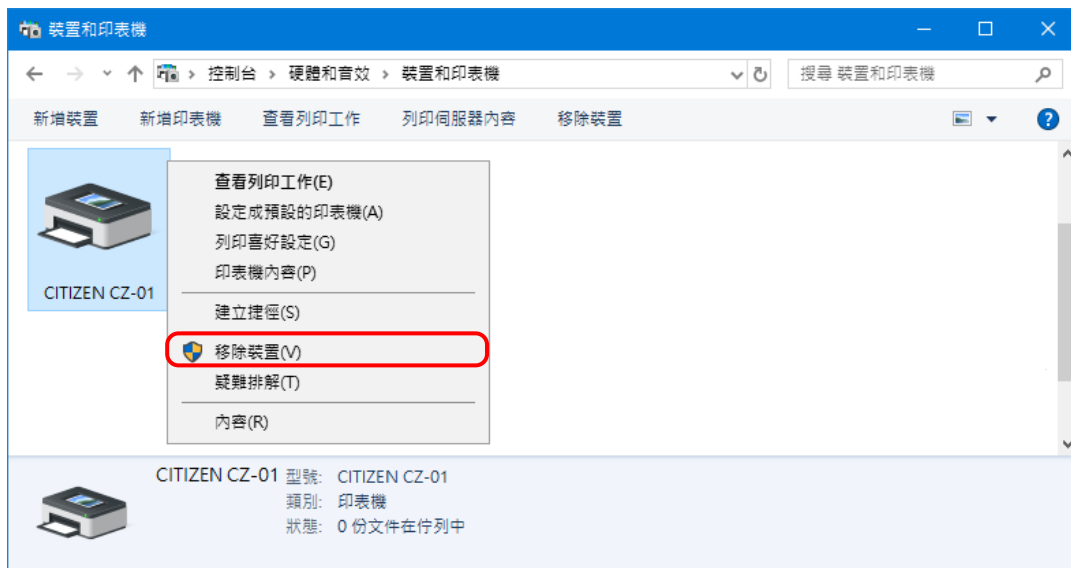 裝置和印表機
控制台 › 硬體和音效 › 裝置和印表機
搜尋 裝置和印表機
新增裝置 新增印表機 查看列印工作 列印伺服器內容 移除裝置
查看列印工作(E)
設定成預設的印表機(A)
列印喜好設定(G)
印表機內容(P)
建立捷徑(S)
移除裝置(V)
疑難排解(T)
內容(R)
CITIZEN CZ-01
CITIZEN CZ-01 型號: CITIZEN CZ-01
類別: 印表機
狀態: 0 份文件在佇列中